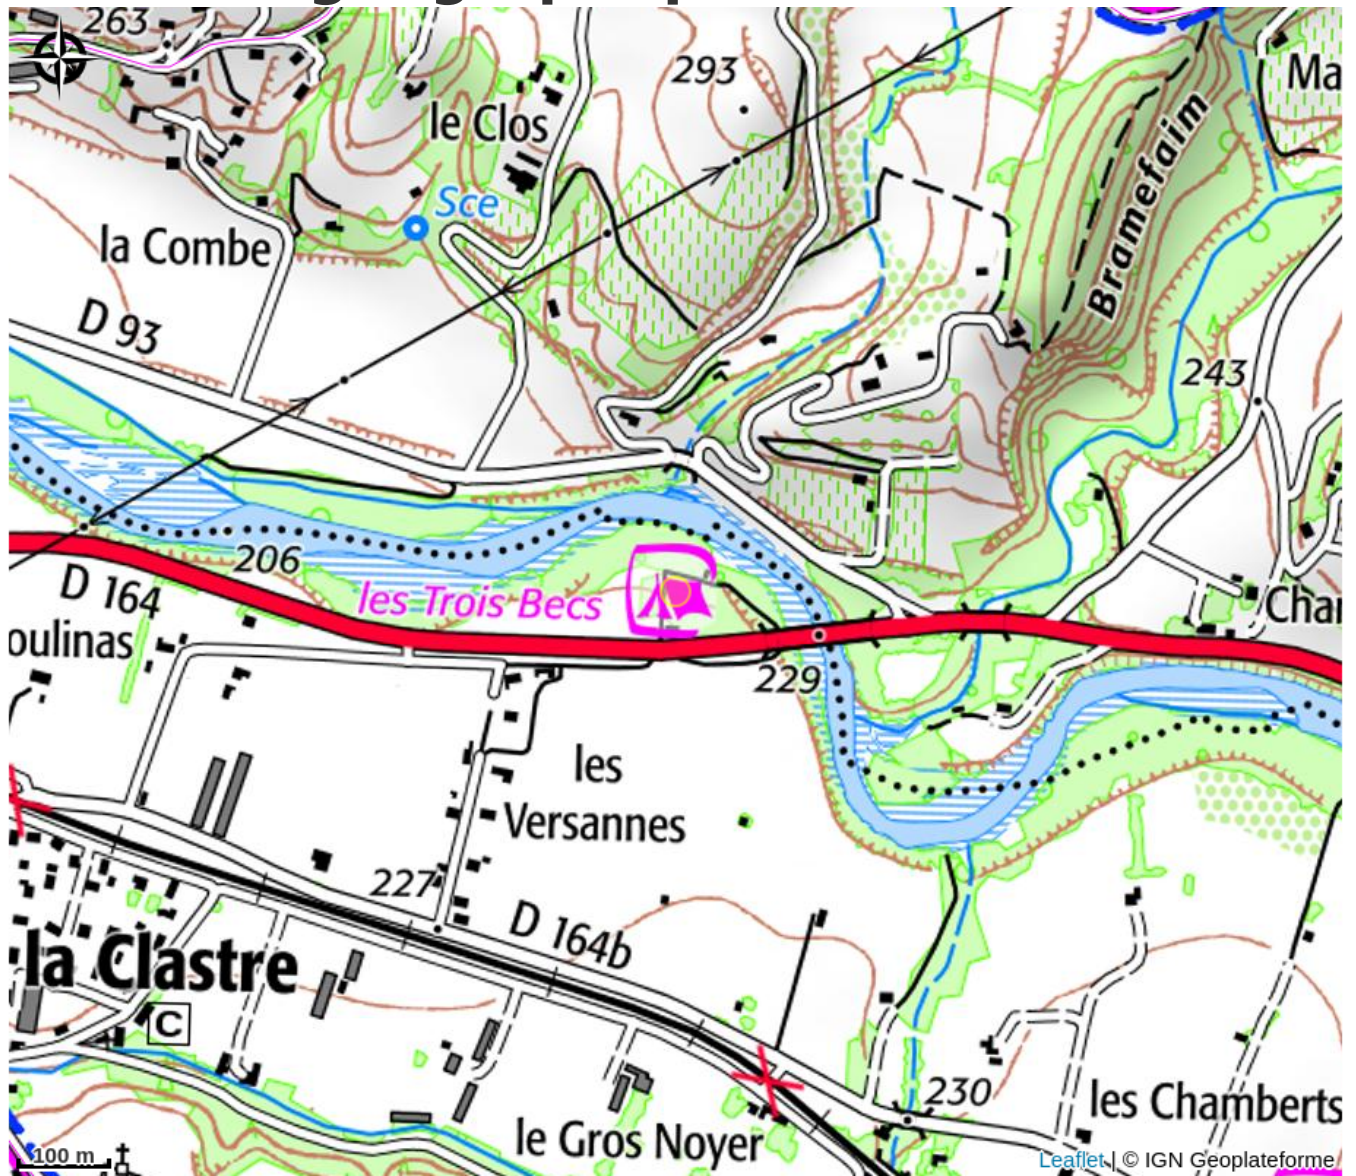 263
293
Ma
le Clos
Bramefaim
Sce
la Combe
D 93
243
206
D 164
les Trois Becs
Char
oulinas
229
les
Versannes
227
D 164b
la Clastre
C
230
les Chamberts
le Gros Noyer
100 m
Leaflet | © IGN Geoplateforme